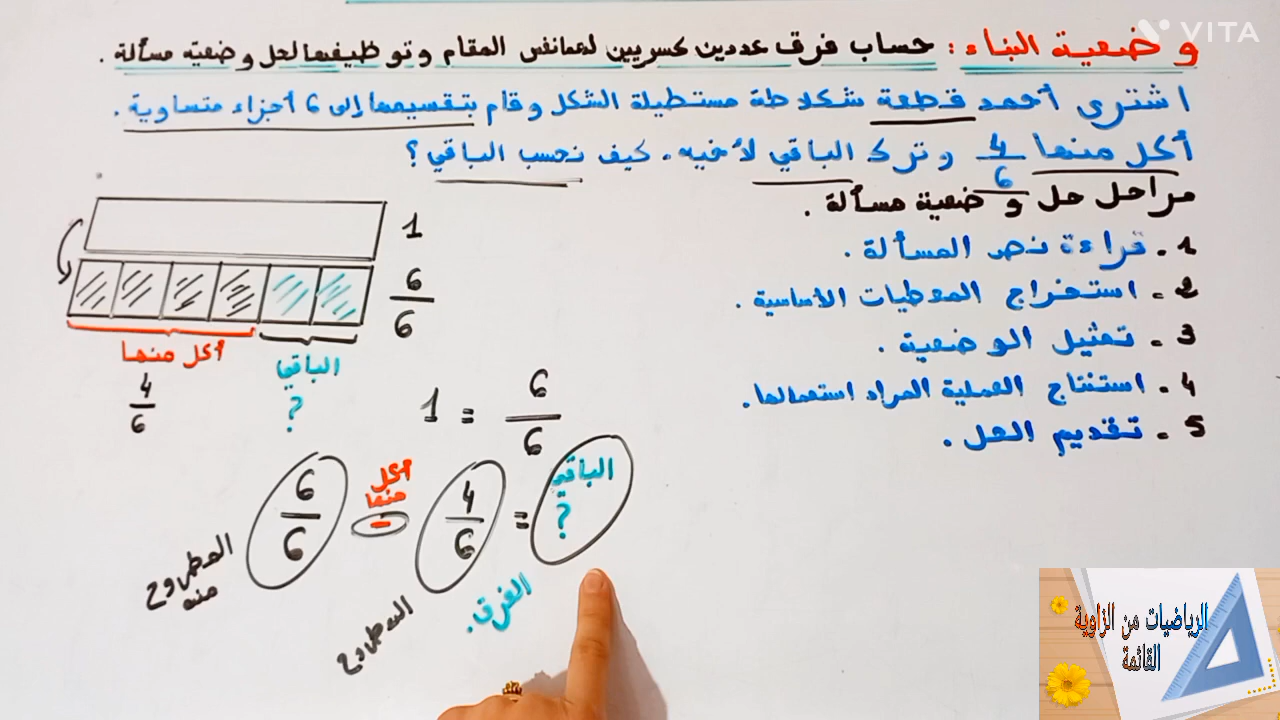 وضعية البناء : حساب فرق عددين كسريين لهما نفس المقام وتوظيفها لحل وضعية مسألة .
اشترى أحمد قطعة شكلاطة مستطيلة الشكل وقام بتقسيمها إلى 6 أجزاء متساوية .
أكل منها 4/6 وترك الباقي لأخيه . كيف نحسب الباقي ؟
مراحل حل وضعية مسألة .
1 - قراءة نص المسألة .
2 - استخراج المعطيات الأساسية .
3 - تمثيل الوضعية .
4 - استنتاج العملية المراد استعمالها .
5 - تقديم الحل .
1
6/6
أكل منها
4/6
الباقي
?
1 = 6/6
6/6 - 4/6 = الباقي ?
أكل منها
المطروح منه
المطروح
الفرق .
الرياضيات من الزاوية
القائمة
VITA